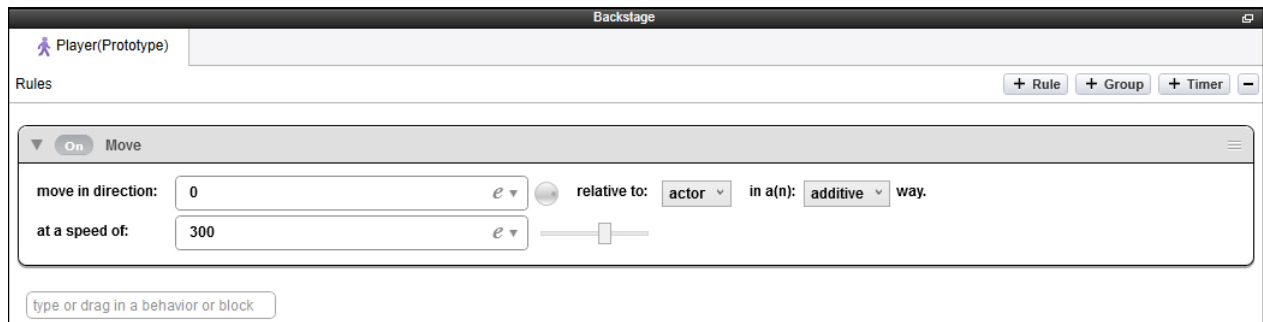 Backstage
Player(Prototype)
Rules + Rule + Group + Timer −
On Move
move in direction: 0 e ▼ relative to: actor in a(n): additive way.
at a speed of: 300 e ▼
type or drag in a behavior or block